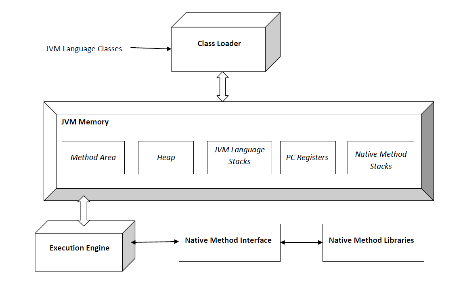 Class Loader
JVM Language Classes
JVM Memory
Method Area
Heap
JVM Language
Stacks
PC Registers
Native Method
Stacks
Execution Engine
Native Method Interface
Native Method Libraries